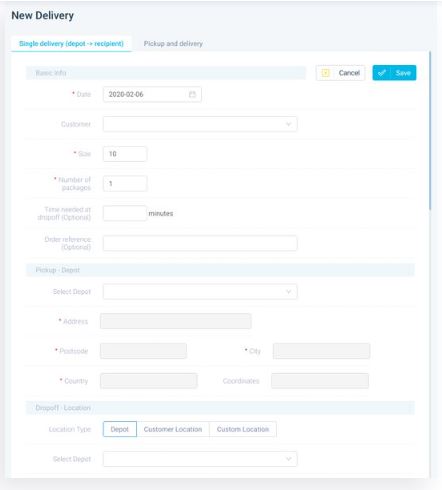 New Delivery
Single delivery (depot -> recipient) Pickup and delivery
Basic info Cancel Save
* Date 2020-02-06
Customer
* Size 10
* Number of
packages 1
Time needed at
dropoff (Optional) minutes
Order reference
(Optional)
Pickup - Depot
Select Depot
* Address
* Postcode * City
* Country Coordinates
Dropoff - Location
Location Type Depot Customer Location Custom Location
Select Depot